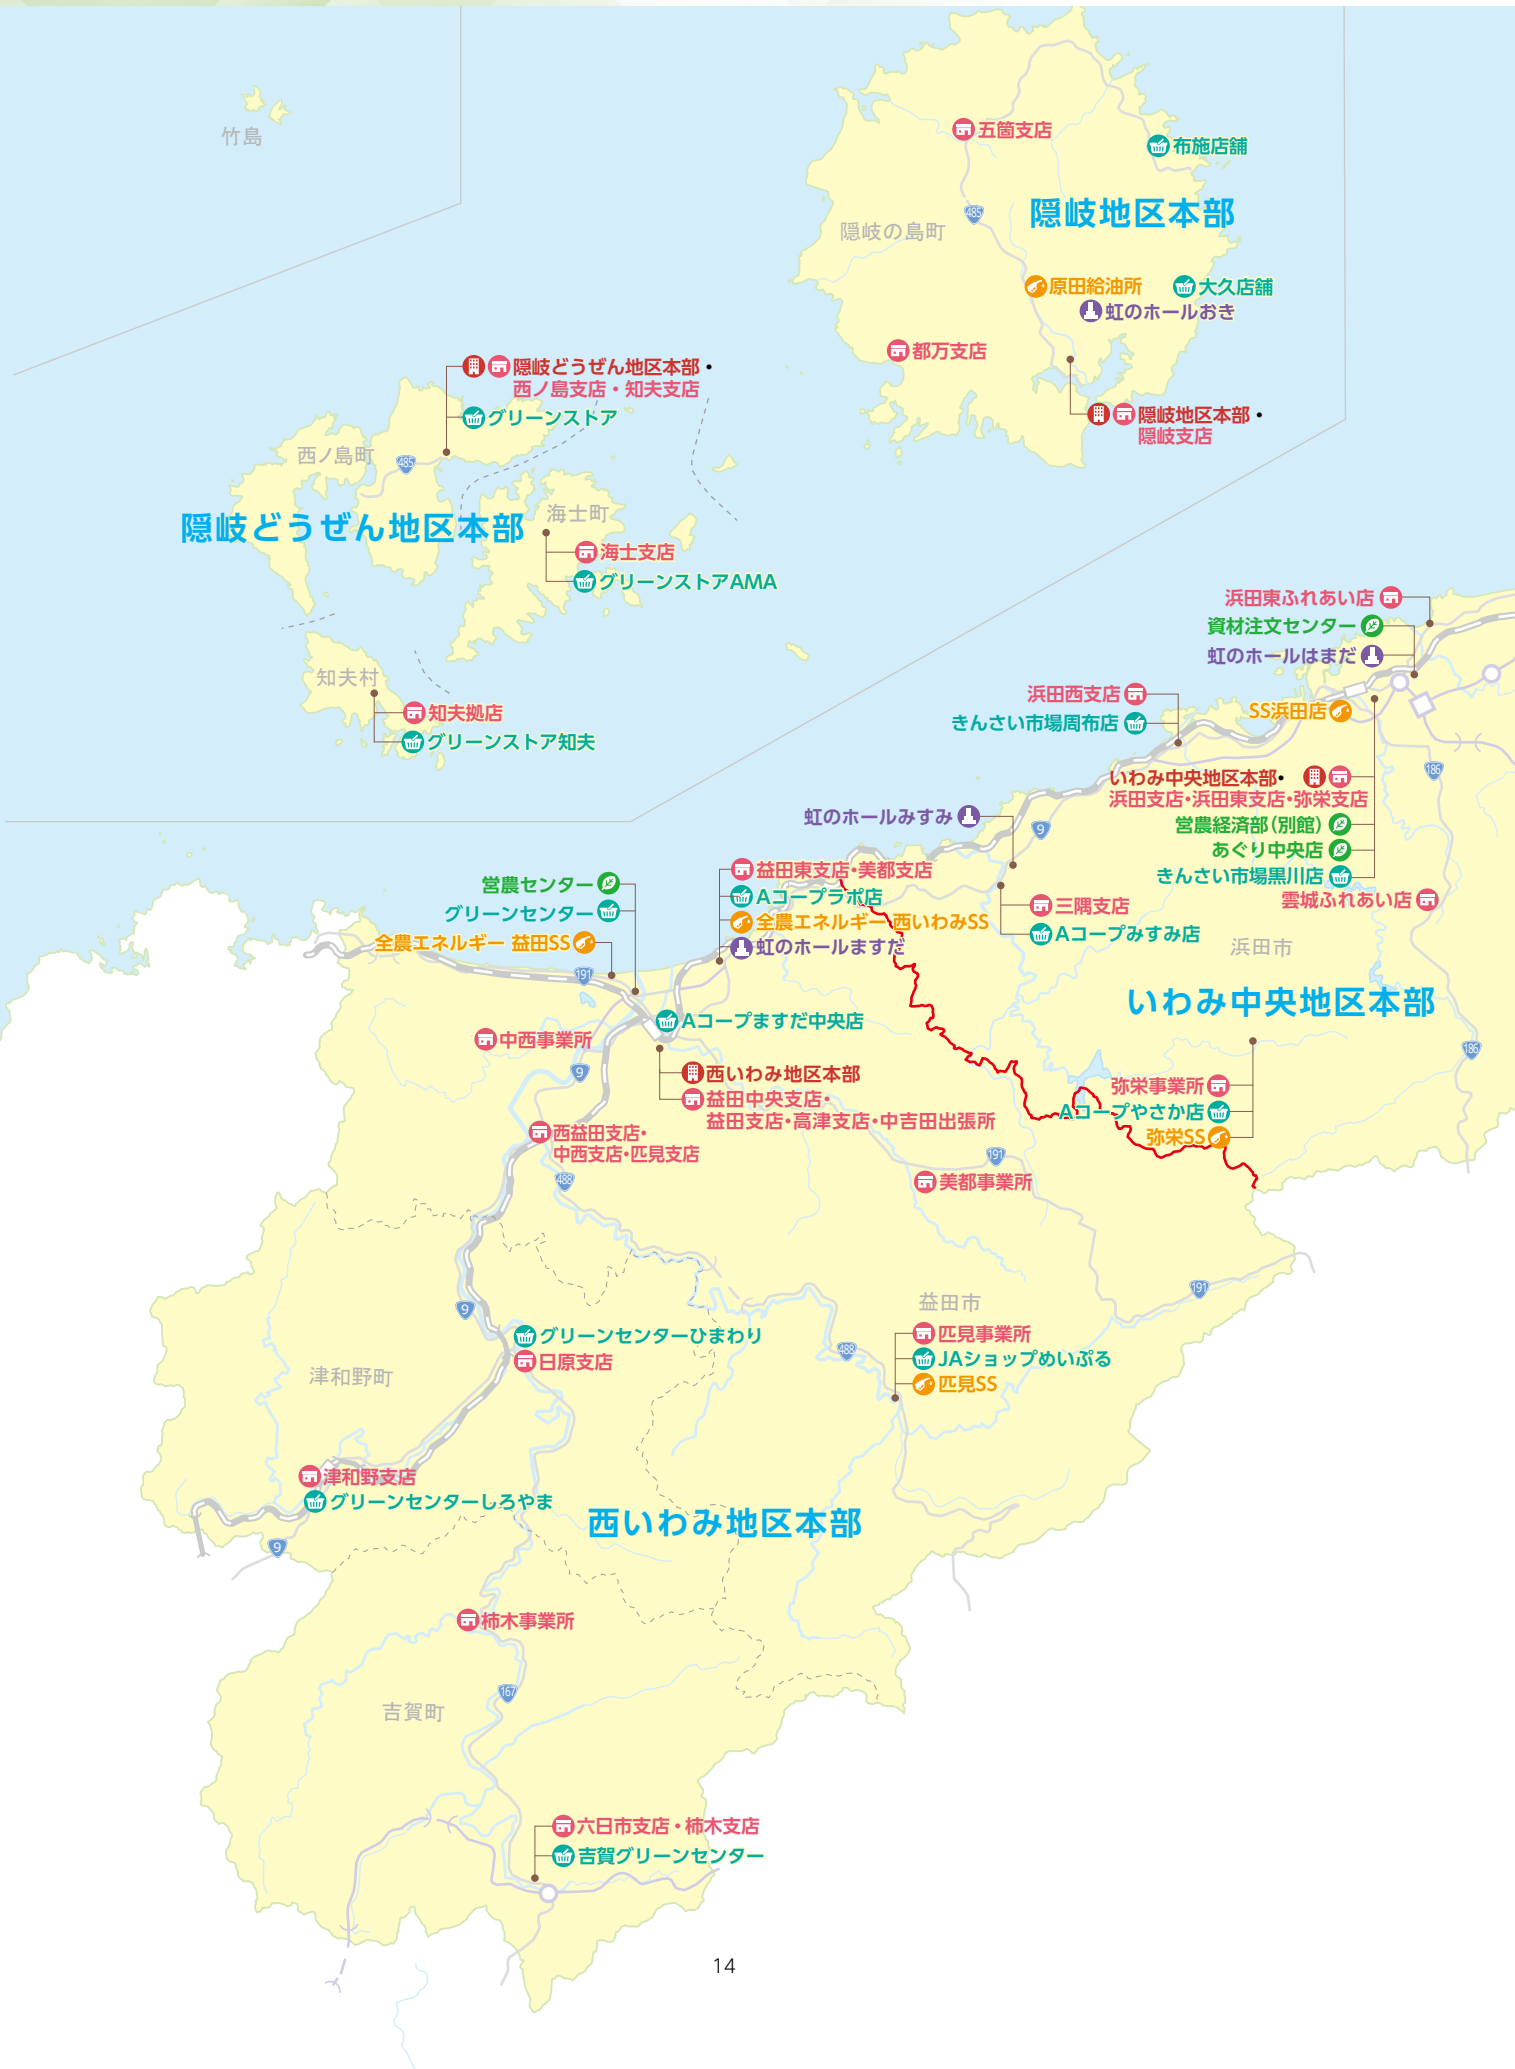 竹島
五箇支店
布施店舗
485
隠岐地区本部
隠岐の島町
原田給油所
大久店舗
虹のホールおき
都万支店
隠岐地区本部・
隠岐支店
隠岐どうぜん地区本部・
西ノ島支店・知夫支店
グリーンストア
西ノ島町
485
隠岐どうぜん地区本部
海士町
海士支店
グリーンストアAMA
知夫村
知夫拠店
グリーンストア知夫
浜田東ふれあい店
資材注文センター
虹のホールはまだ
浜田西支店
きんさい市場周布店
SS浜田店
186
いわみ中央地区本部・
浜田支店・浜田東支店・弥栄支店
営農経済部(別館)
あぐり中央店
きんさい市場黒川店
雲城ふれあい店
虹のホールみすみ
9
三隅支店
Aコープみすみ店
浜田市
いわみ中央地区本部
186
弥栄事業所
Aコープやさか店
弥栄SS
益田東支店・美都支店
Aコープラポ店
全農エネルギー 西いわみSS
虹のホールますだ
営農センター
グリーンセンター
全農エネルギー 益田SS
191
Aコープますだ中央店
中西事業所
9
西いわみ地区本部
益田中央支店・
益田支店・高津支店・中吉田出張所
西益田支店・
中西支店・匹見支店
488
191
美都事業所
191
益田市
9
グリーンセンターひまわり
日原支店
488
匹見事業所
JAショップめいぷる
匹見SS
津和野町
津和野支店
グリーンセンターしろやま
9
西いわみ地区本部
柿木事業所
187
吉賀町
六日市支店・柿木支店
吉賀グリーンセンター
14